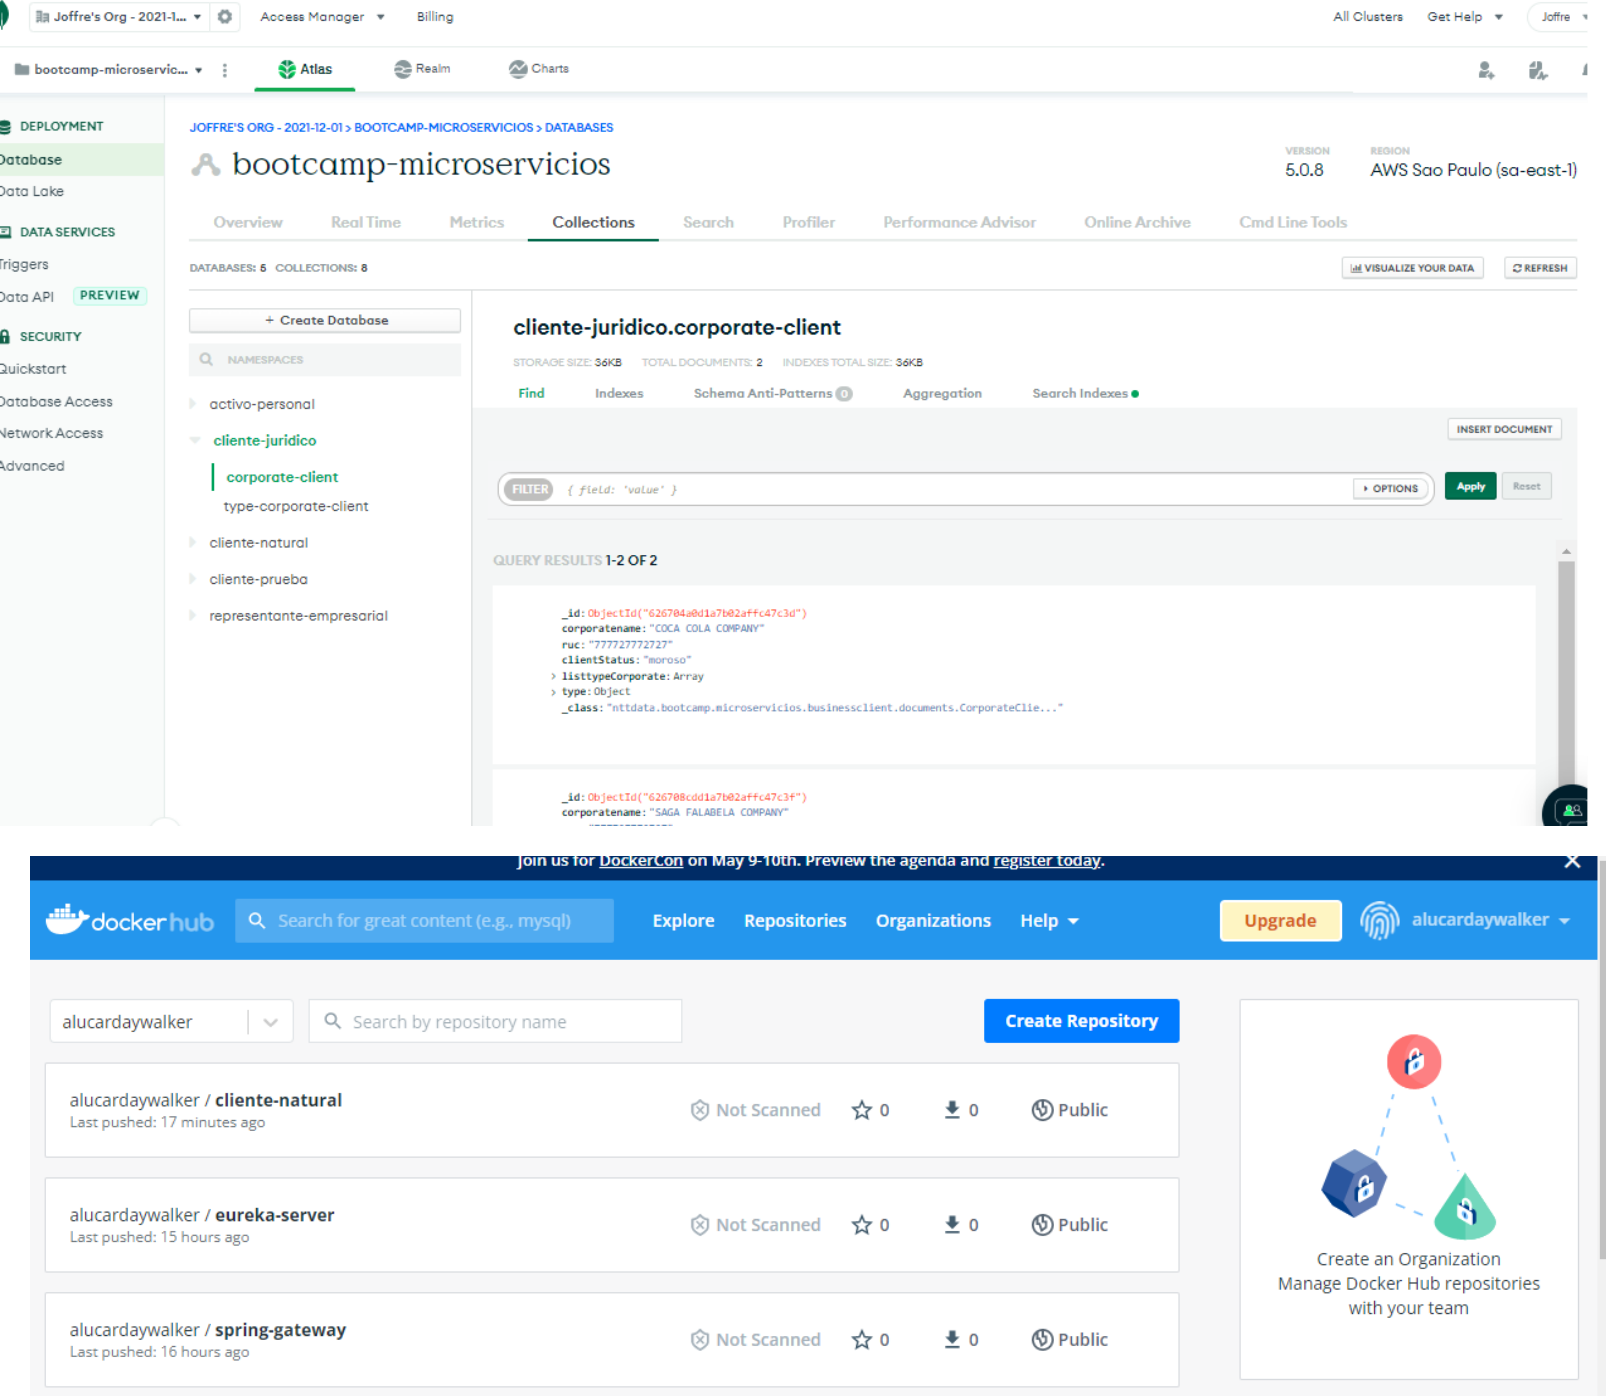 Joffre's Org - 2021-1... Access Manager Billing All Clusters Get Help Joffre
bootcamp-microservic... Atlas Realm Charts
DEPLOYMENT
Database
Data Lake
DATA SERVICES
Triggers
Data API PREVIEW
SECURITY
Quickstart
Database Access
Network Access
Advanced
JOFFRE'S ORG - 2021-12-01 > BOOTCAMP-MICROSERVICIOS > DATABASES
bootcamp-microservicios
VERSION
5.0.8
REGION
AWS Sao Paulo (sa-east-1)
Overview Real Time Metrics Collections Search Profiler Performance Advisor Online Archive Cmd Line Tools
DATABASES: 5 COLLECTIONS: 8
VISUALIZE YOUR DATA REFRESH
+ Create Database
NAMESPACES
activo-personal
cliente-juridico
corporate-client
type-corporate-client
cliente-natural
cliente-prueba
representante-empresarial
cliente-juridico.corporate-client
STORAGE SIZE: 36KB TOTAL DOCUMENTS: 2 INDEXES TOTAL SIZE: 36KB
Find Indexes Schema Anti-Patterns 0 Aggregation Search Indexes
INSERT DOCUMENT
FILTER { field: 'value' } OPTIONS Apply Reset
QUERY RESULTS 1-2 OF 2
_id: ObjectId("626704a0d1a7b02affc47c3d")
corporatename: "COCA COLA COMPANY"
ruc: "777727772727"
clientStatus: "moroso"
listtypeCorporate: Array
type: Object
_class: "nttdata.bootcamp.microservicios.businessclient.documents.CorporateClie..."
_id: ObjectId("626708cdd1a7b02affc47c3f")
corporatename: "SAGA FALABELA COMPANY"
Join us for DockerCon on May 9-10th. Preview the agenda and register today.
docker hub Search for great content (e.g., mysql) Explore Repositories Organizations Help Upgrade alucardaywalker
alucardaywalker Search by repository name Create Repository
alucardaywalker / cliente-natural
Last pushed: 17 minutes ago
Not Scanned 0 0 Public
alucardaywalker / eureka-server
Last pushed: 15 hours ago
Not Scanned 0 0 Public
alucardaywalker / spring-gateway
Last pushed: 16 hours ago
Not Scanned 0 0 Public
Create an Organization
Manage Docker Hub repositories
with your team